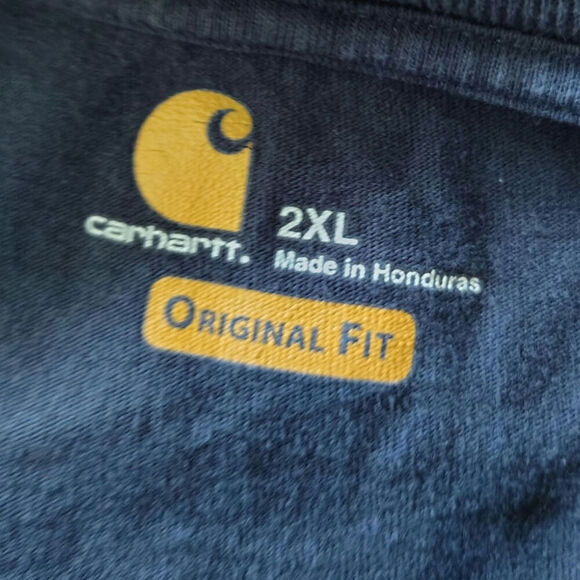 carhartt.
2XL
Made in Honduras
ORIGINAL FIT